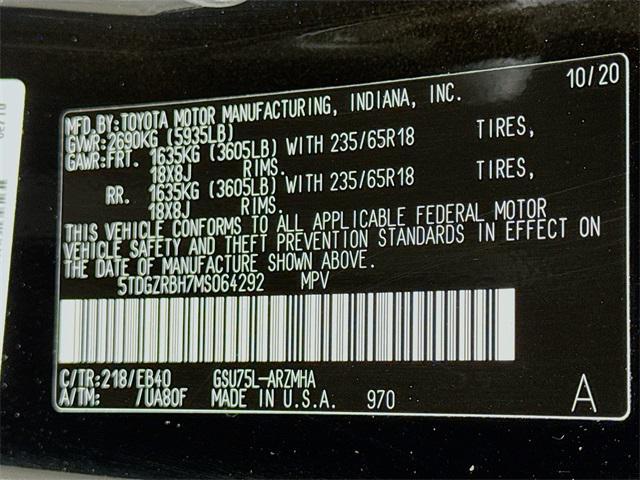 10/20
MFD.BY:TOYOTA MOTOR MANUFACTURING, INDIANA, INC.
GVWR:2690KG (5935LB)
GAWR:FRT. 1635KG (3605LB) WITH 235/65R18 TIRES,
18X8J RIMS.
RR. 1635KG (3605LB) WITH 235/65R18 TIRES,
18X8J RIMS.
THIS VEHICLE CONFORMS TO ALL APPLICABLE FEDERAL MOTOR
VEHICLE SAFETY AND THEFT PREVENTION STANDARDS IN EFFECT ON
THE DATE OF MANUFACTURE SHOWN ABOVE.
5TDGZRBH7MS064292 MPV
C/TR:218/EB40 GSU75L-ARZMHA
A/TM: /UA80F MADE IN U.S.A. 970 A